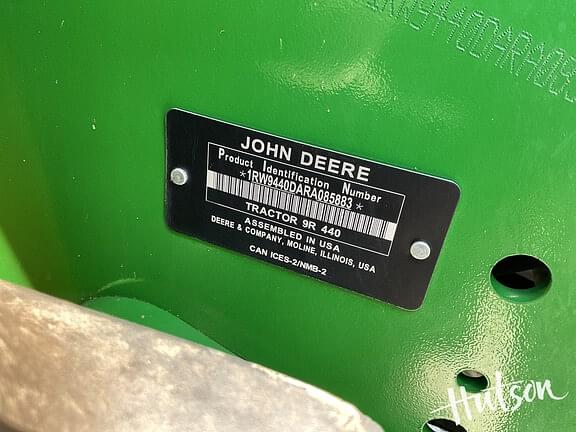 JOHN DEERE
Product Identification Number
*1RW9440DARA085883*
TRACTOR 9R 440
ASSEMBLED IN USA
DEERE & COMPANY, MOLINE, ILLINOIS, USA
CAN ICES-2/NMB-2
Hutson